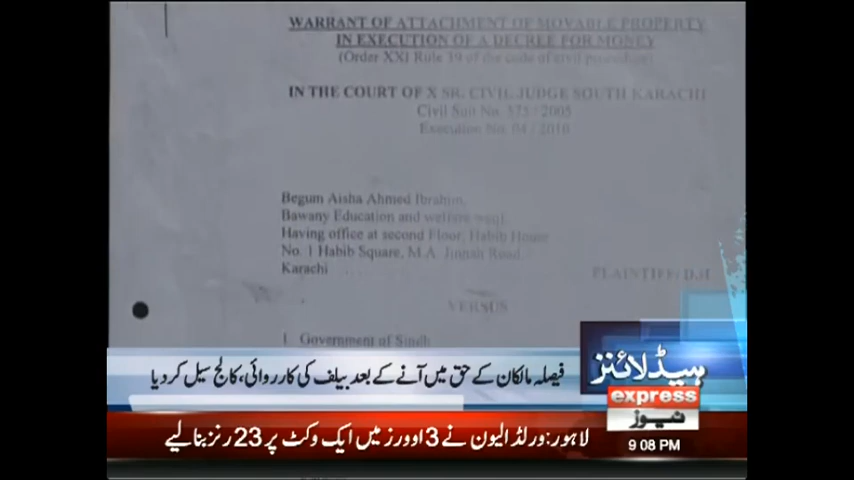 WARRANT OF ATTACHMENT OF MOVABLE PROPERTY
IN EXECUTION OF A DECREE FOR MONEY
(Order XXI Rule 39 of the code of civil procedure)
IN THE COURT OF X SR. CIVIL JUDGE SOUTH KARACHI
Civil Suit No. 375 / 2005
Execution No. 04 / 2010
Begum Aisha Ahmed Ibrahim,
Bawany Education and welfare waqf
Having office at second Floor, Habib House
No. 1 Habib Square, M.A. Jinnah Road
Karachi
PLAINTIFF/D.H
VERSUS
1. Government of Sindh
ہیڈلائنز
فیصلہ مالکان کے حق میں آنے کے بعد بیلف کی کارروائی، کالج سیل کر دیا
express
نیوز
لاہور: ورلڈ الیون نے 3 اوورز میں ایک وکٹ پر 23 رنز بنا لیے
9:08 PM